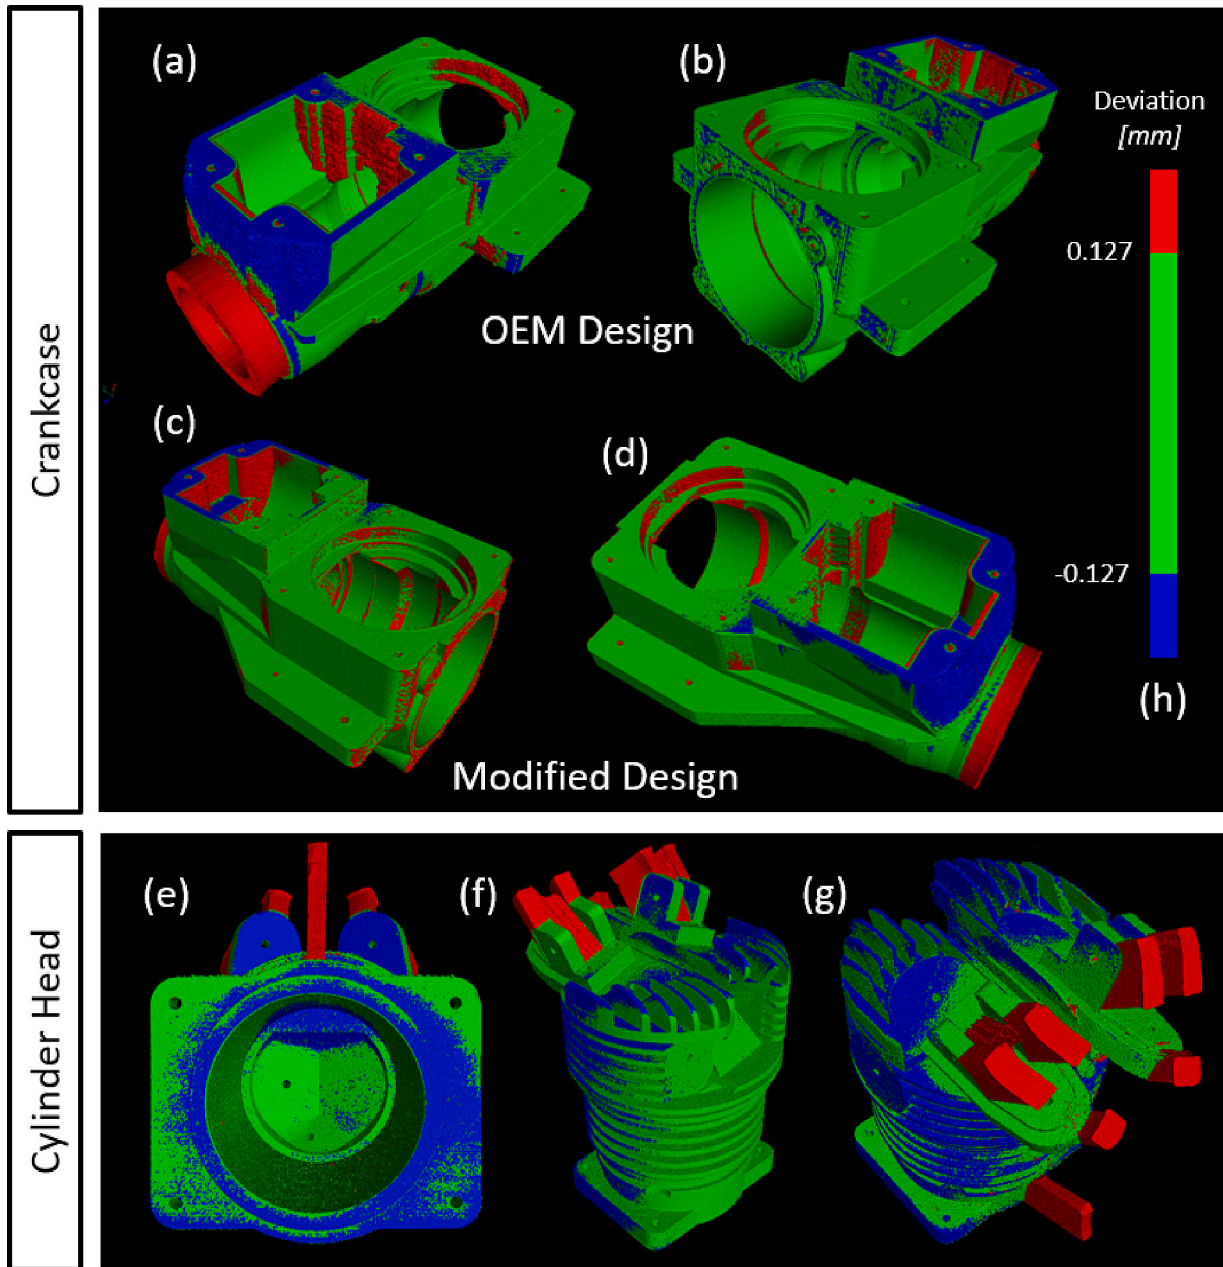 Crankcase
(a)
(b)
Deviation
[mm]
0.127
OEM Design
(c)
(d)
-0.127
(h)
Modified Design
Cylinder Head
(e)
(f)
(g)